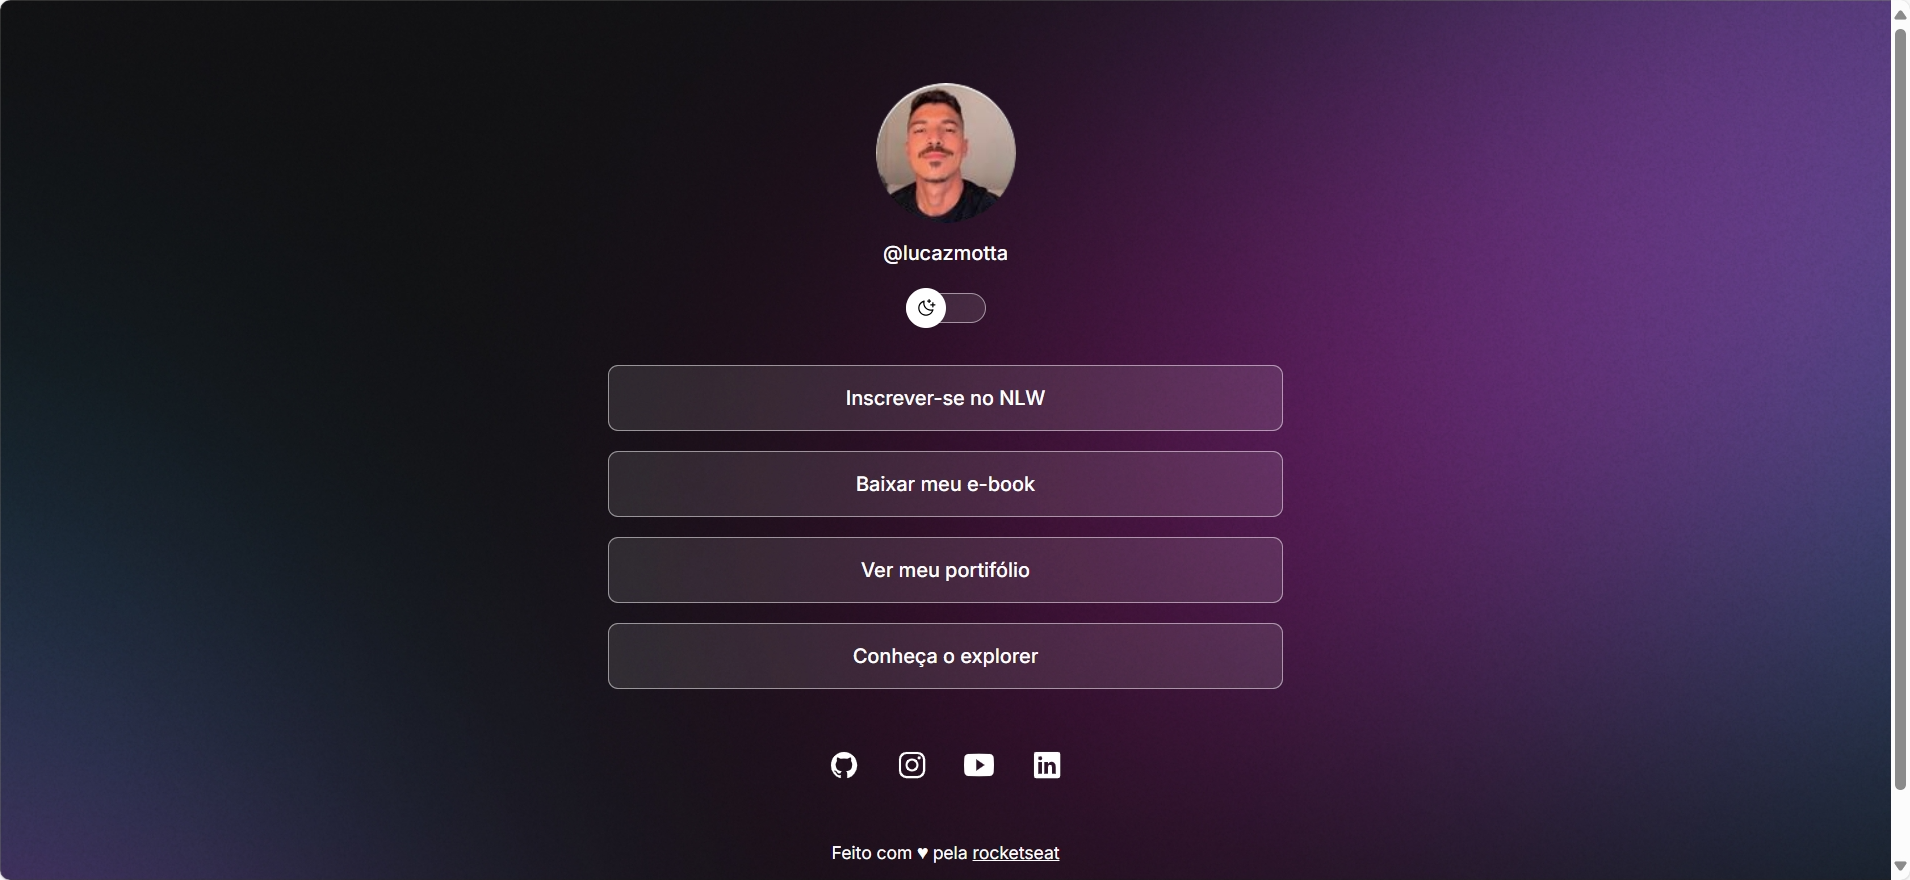 @lucazmotta
Inscrever-se no NLW
Baixar meu e-book
Ver meu portifólio
Conheça o explorer
Feito com ♥ pela rocketseat